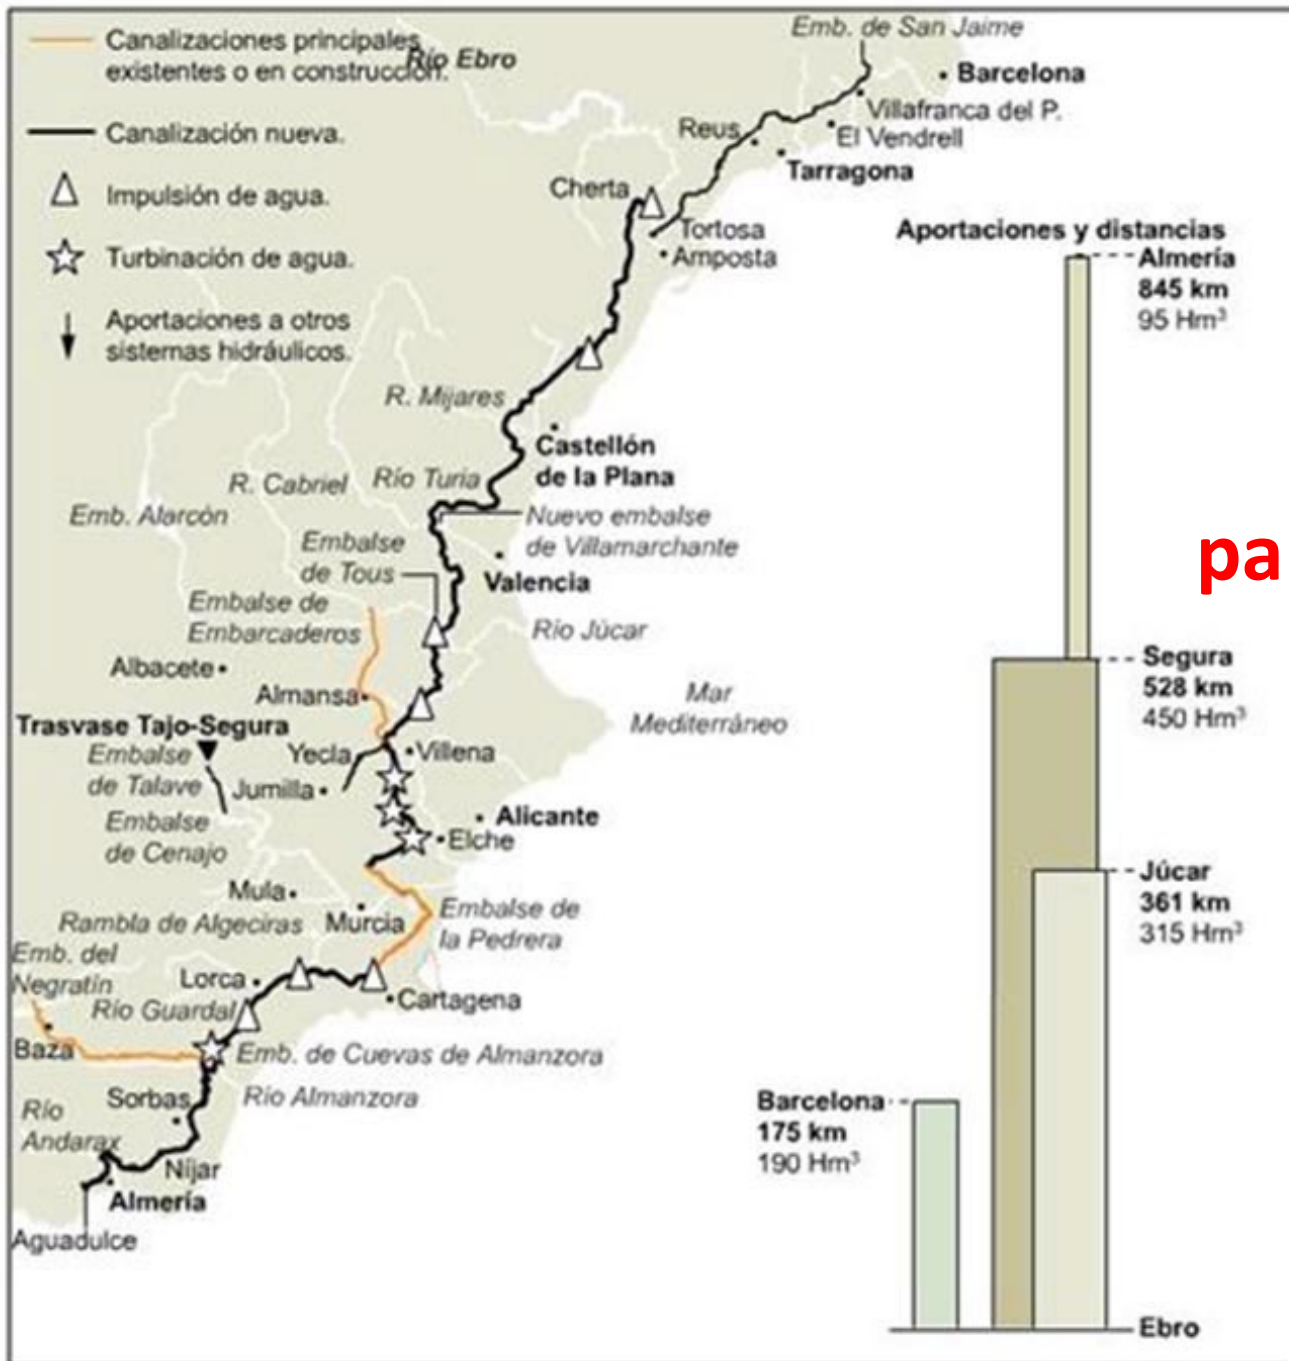 Canalizaciones principales
existentes o en construcción.
Canalización nueva.
Impulsión de agua.
Turbinación de agua.
Aportaciones a otros
sistemas hidráulicos.
Río Ebro
Emb. de San Jaime
Barcelona
Villafranca del P.
Reus
El Vendrell
Tarragona
Cherta
Tortosa
Amposta
R. Mijares
Castellón
de la Plana
R. Cabriel
Río Turia
Emb. Alarcón
Nuevo embalse
de Villamarchante
Embalse
de Tous
Valencia
Embalse de
Embarcaderos
Río Júcar
Albacete
Almansa
Mar
Mediterráneo
Trasvase Tajo-Segura
Embalse
de Talave
Yecla
Villena
Jumilla
Embalse
de Cenajo
Alicante
Elche
Mula
Rambla de Algeciras
Murcia
Embalse de
la Pedrera
Emb. del
Negratín
Lorca
Cartagena
Río Guardal
Baza
Emb. de Cuevas de Almanzora
Sorbas
Río Almanzora
Río
Andarax
Níjar
Almería
Aguadulce
Aportaciones y distancias
Almería
845 km
95 Hm³
pa
Segura
528 km
450 Hm³
Júcar
361 km
315 Hm³
Barcelona
175 km
190 Hm³
Ebro